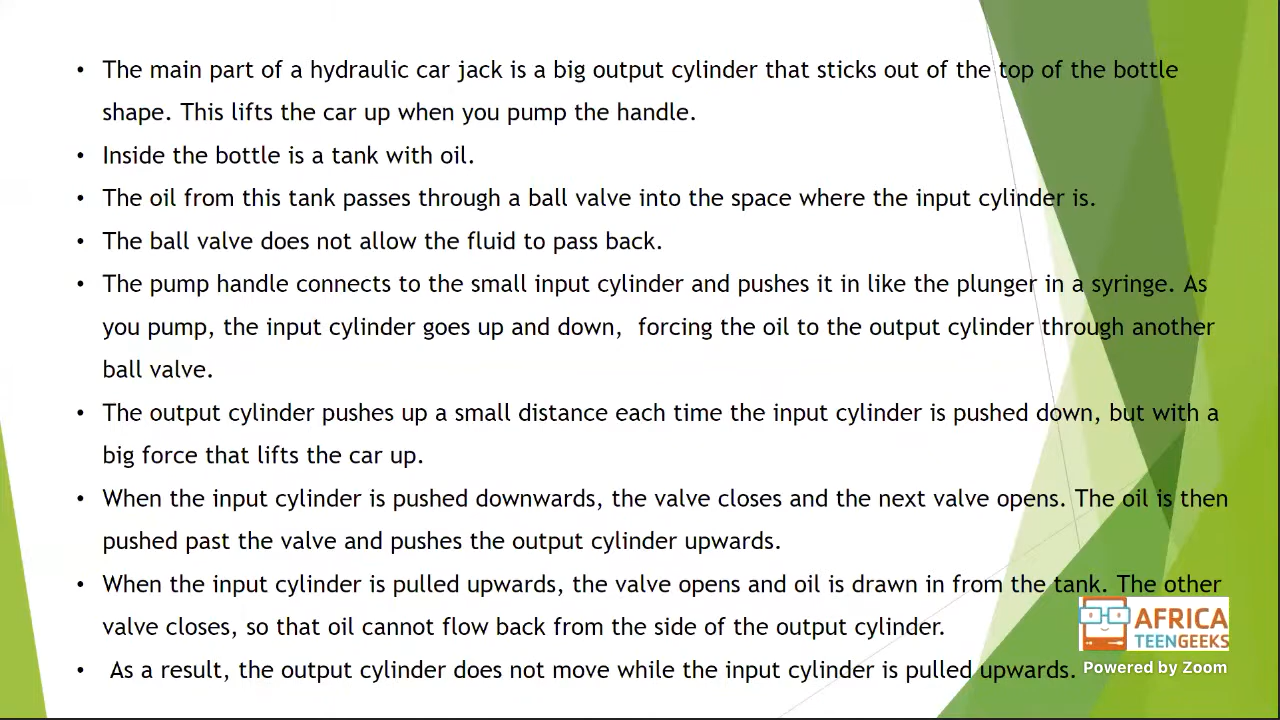 • The main part of a hydraulic car jack is a big output cylinder that sticks out of the top of the bottle
shape. This lifts the car up when you pump the handle.
• Inside the bottle is a tank with oil.
• The oil from this tank passes through a ball valve into the space where the input cylinder is.
• The ball valve does not allow the fluid to pass back.
• The pump handle connects to the small input cylinder and pushes it in like the plunger in a syringe. As
you pump, the input cylinder goes up and down,  forcing the oil to the output cylinder through another
ball valve.
• The output cylinder pushes up a small distance each time the input cylinder is pushed down, but with a
big force that lifts the car up.
• When the input cylinder is pushed downwards, the valve closes and the next valve opens. The oil is then
pushed past the valve and pushes the output cylinder upwards.
• When the input cylinder is pulled upwards, the valve opens and oil is drawn in from the tank. The other
valve closes, so that oil cannot flow back from the side of the output cylinder.
• As a result, the output cylinder does not move while the input cylinder is pulled upwards.
AFRICA
TEENGEEKS
Powered by Zoom